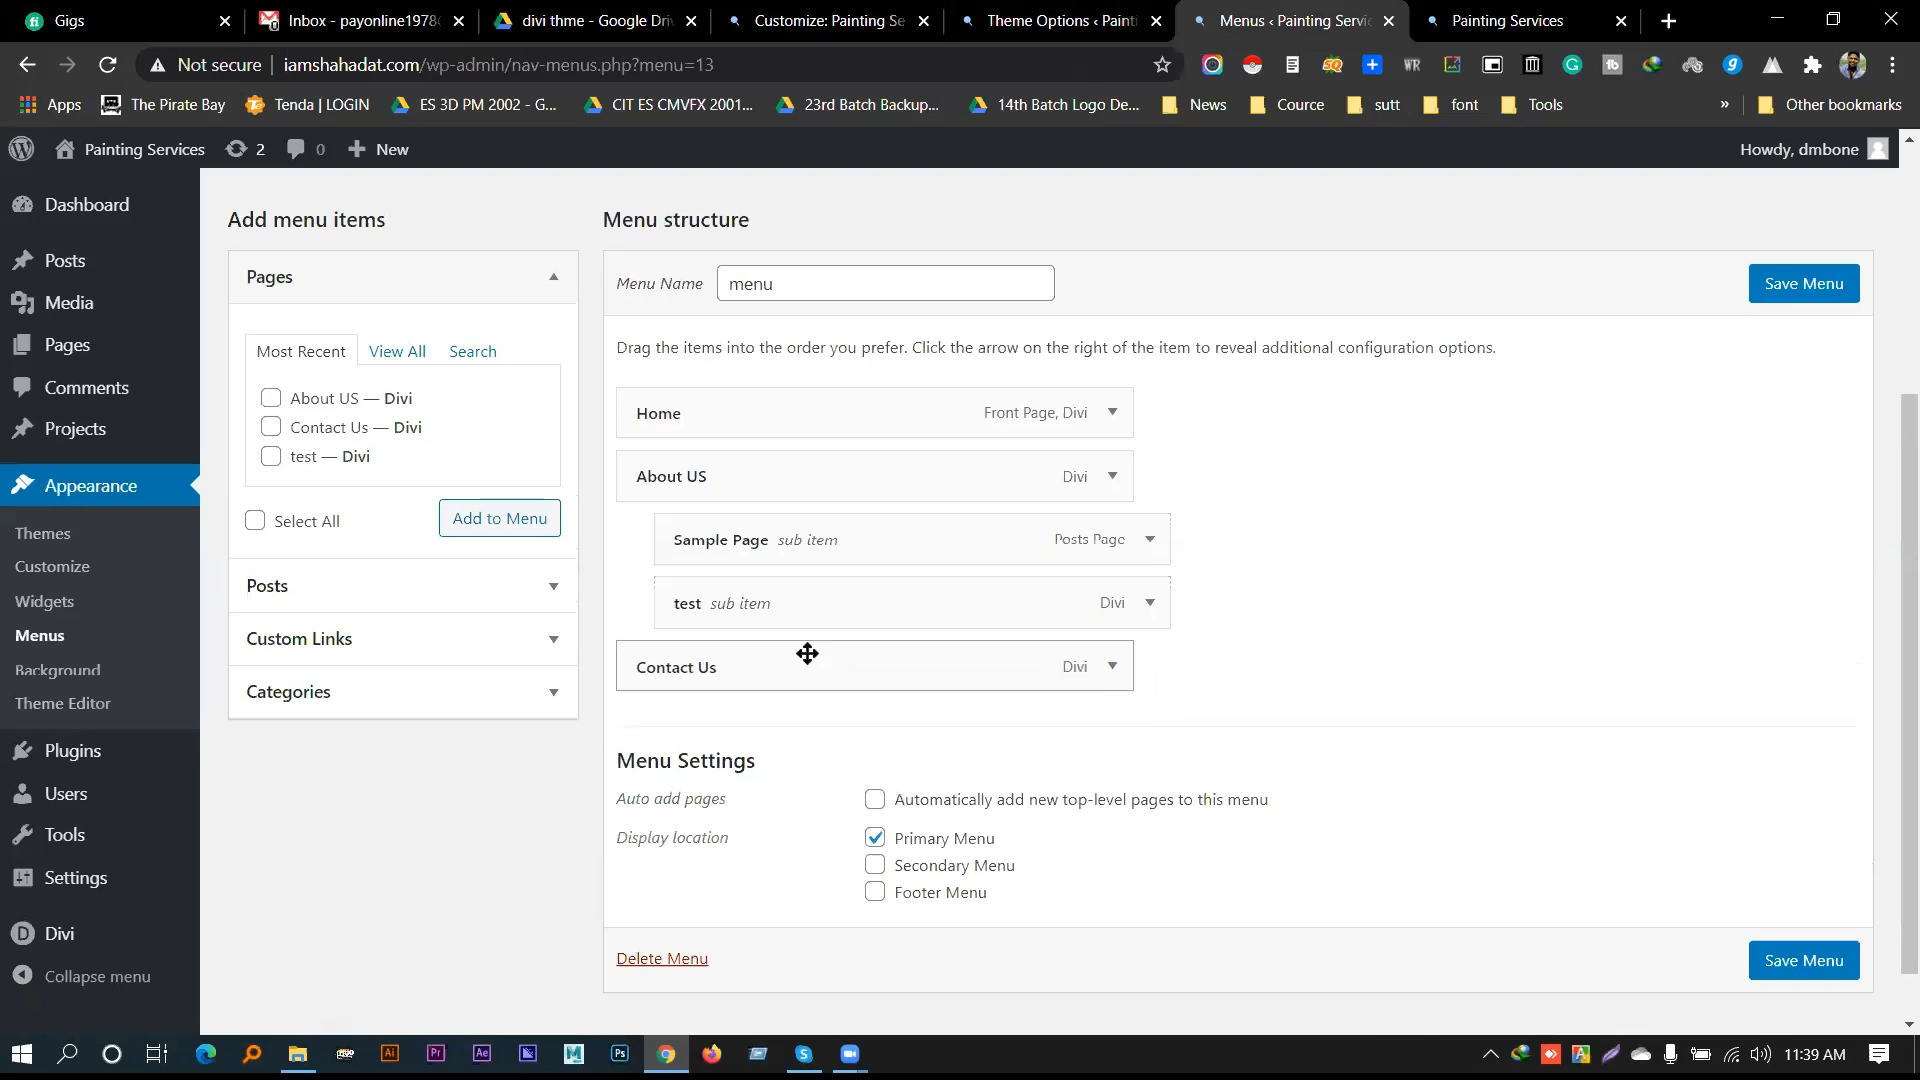 Gigs
Inbox - payonline1978
divi thme - Google Dri
Customize: Painting Se
Theme Options ‹ Painti
Menus ‹ Painting Servic
Painting Services
Not secure
iamshahadat.com/wp-admin/nav-menus.php?menu=13
Apps
The Pirate Bay
Tenda | LOGIN
ES 3D PM 2002 - G...
CIT ES CMVFX 2001...
23rd Batch Backup...
14th Batch Logo De...
News
Cource
sutt
font
Tools
»
Other bookmarks
Painting Services
2
0
New
Howdy, dmbone
Dashboard
Posts
Media
Pages
Comments
Projects
Appearance
Themes
Customize
Widgets
Menus
Background
Theme Editor
Plugins
Users
Tools
Settings
Divi
Collapse menu
Add menu items
Pages
Most Recent
View All
Search
About US — Divi
Contact Us — Divi
test — Divi
Select All
Add to Menu
Posts
Custom Links
Categories
Menu structure
Menu Name
menu
Save Menu
Drag the items into the order you prefer. Click the arrow on the right of the item to reveal additional configuration options.
Home
Front Page, Divi
About US
Divi
Sample Page sub item
Posts Page
test sub item
Divi
Contact Us
Divi
Menu Settings
Auto add pages
Automatically add new top-level pages to this menu
Display location
Primary Menu
Secondary Menu
Footer Menu
Delete Menu
Save Menu
11:39 AM